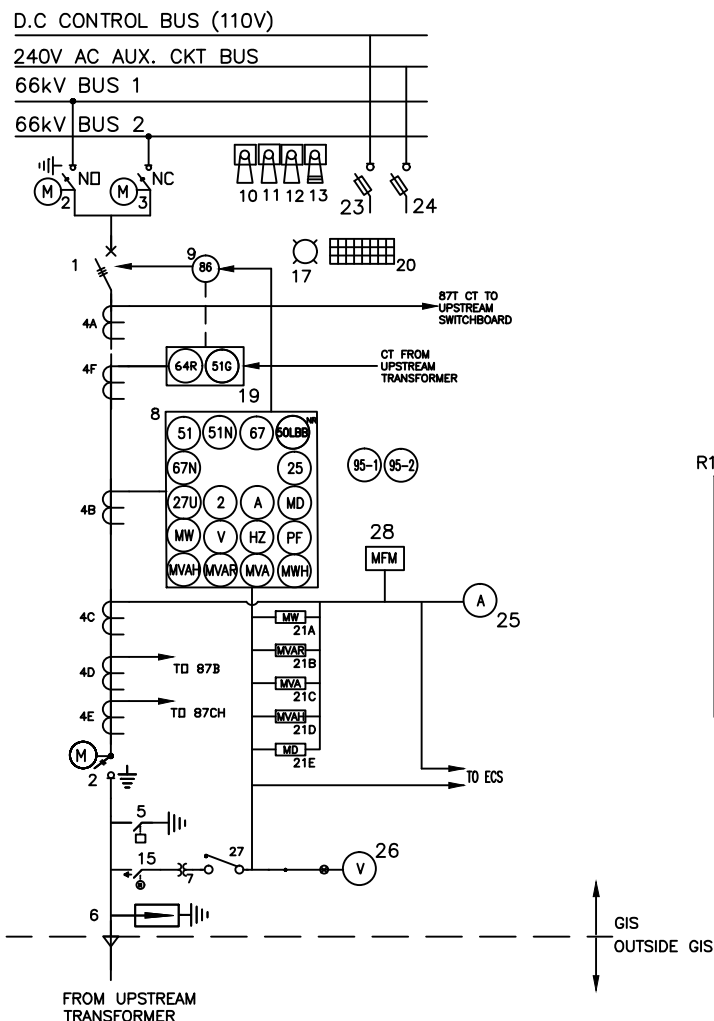 D.C CONTROL BUS (110V)
240V AC AUX. CKT BUS
66kV BUS 1
66kV BUS 2
NO
NC
M
2
M
3
10 11 12 13
23
24
1
9
86
17
20
4A
87T CT TO
UPSTREAM
SWITCHBOARD
4F
64R 51G
19
CT FROM
UPSTREAM
TRANSFORMER
8
NR
51 51N 67 50LBB
67N 25
27U 2 A MD
MW V HZ PF
MVAH MVAR MVA MWH
95-1 95-2
R1
4B
28
MFM
A
25
4C
MW
21A
MVAR
21B
MVA
21C
MVAH
21D
MD
21E
4D
TO 87B
4E
TO 87CH
M
2
TO ECS
5
15
7
27
V
26
6
GIS
OUTSIDE GIS
FROM UPSTREAM
TRANSFORMER